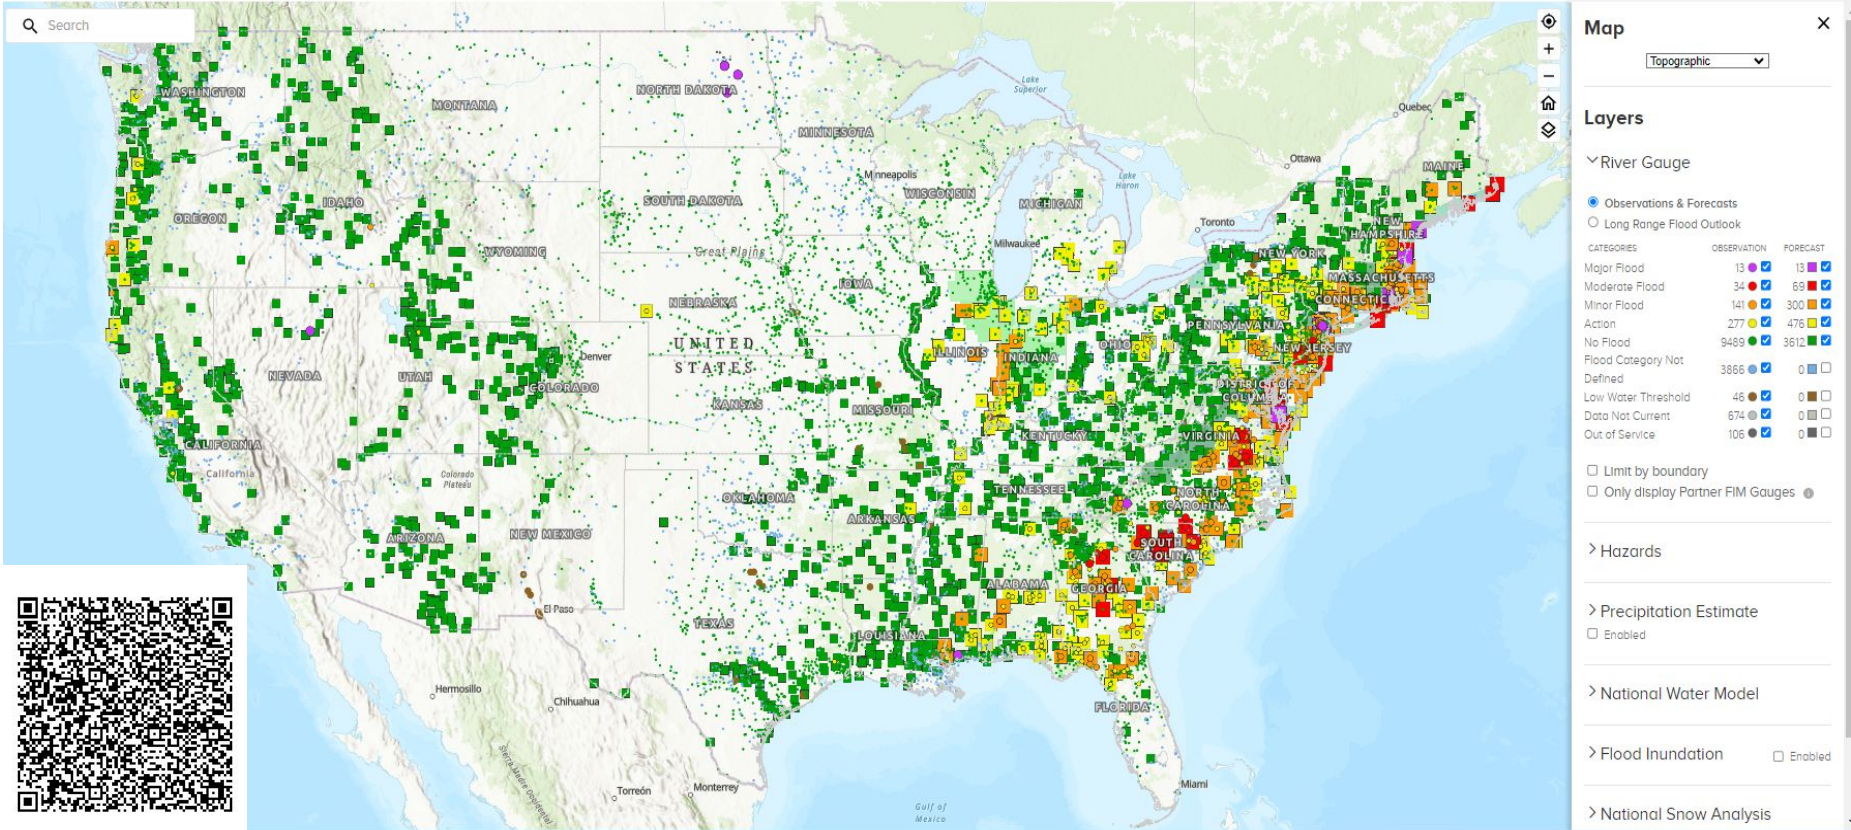 Search
Map
Topographic
Layers
River Gauge
Observations & Forecasts
Long Range Flood Outlook
CATEGORIES OBSERVATION FORECAST
Major Flood 13 13
Moderate Flood 34 69
Minor Flood 141 300
Action 277 476
No Flood 9489 3612
Flood Category Not
Defined 3866 0
Low Water Threshold 46 0
Data Not Current 674 0
Out of Service 106 0
Limit by boundary
Only display Partner FIM Gauges
Hazards
Precipitation Estimate
Enabled
National Water Model
Flood Inundation Enabled
National Snow Analysis
WASHINGTON
MONTANA
NORTH DAKOTA
MINNESOTA
Lake
Superior
Quebec
Ottawa
MAINE
Minneapolis
WISCONSIN
Lake
Huron
OREGON
IDAHO
SOUTH DAKOTA
MICHIGAN
Toronto
NEW
HAMPSHIRE
WYOMING
Great Plains
Milwaukee
NEW YORK
MASSACHUSETTS
IOWA
NEBRASKA
CONNECTICUT
PENNSYLVANIA
UNITED
STATES
Denver
ILLINOIS
INDIANA
OHIO
NEW JERSEY
NEVADA
UTAH
COLORADO
KANSAS
MISSOURI
DISTRICT OF
COLUMBIA
CALIFORNIA
California
Colorado
Plateau
KENTUCKY
VIRGINIA
OKLAHOMA
TENNESSEE
NORTH
CAROLINA
ARIZONA
NEW MEXICO
ARKANSAS
SOUTH
CAROLINA
ALABAMA
GEORGIA
El Paso
TEXAS
LOUISIANA
Hermosillo
Chihuahua
FLORIDA
Sierra Madre Occidental
Torreón
Monterrey
Miami
Gulf of
Mexico